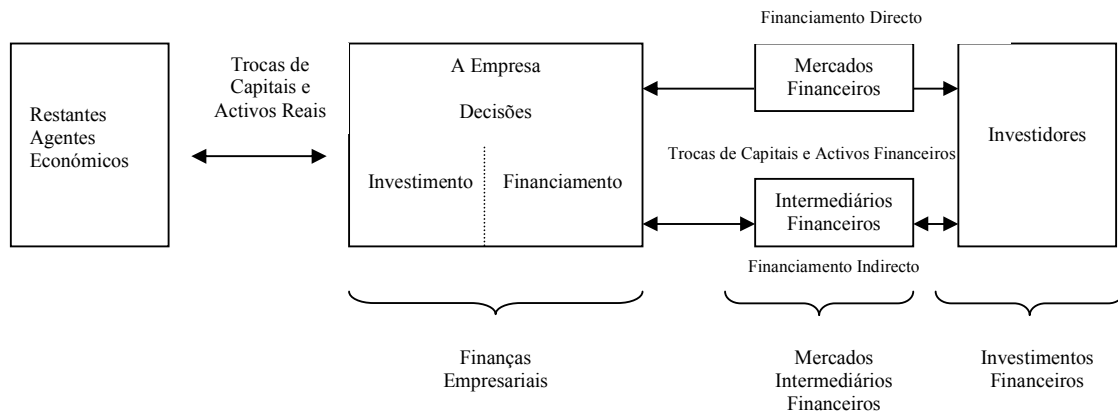 Financiamento Directo
Restantes
Agentes
Económicos
Trocas de
Capitais e
Activos Reais
A Empresa
Decisões
Investimento
Financiamento
Mercados
Financeiros
Trocas de Capitais e Activos Financeiros
Intermediários
Financeiros
Financiamento Indirecto
Investidores
Finanças
Empresariais
Mercados
Intermediários
Financeiros
Investimentos
Financeiros